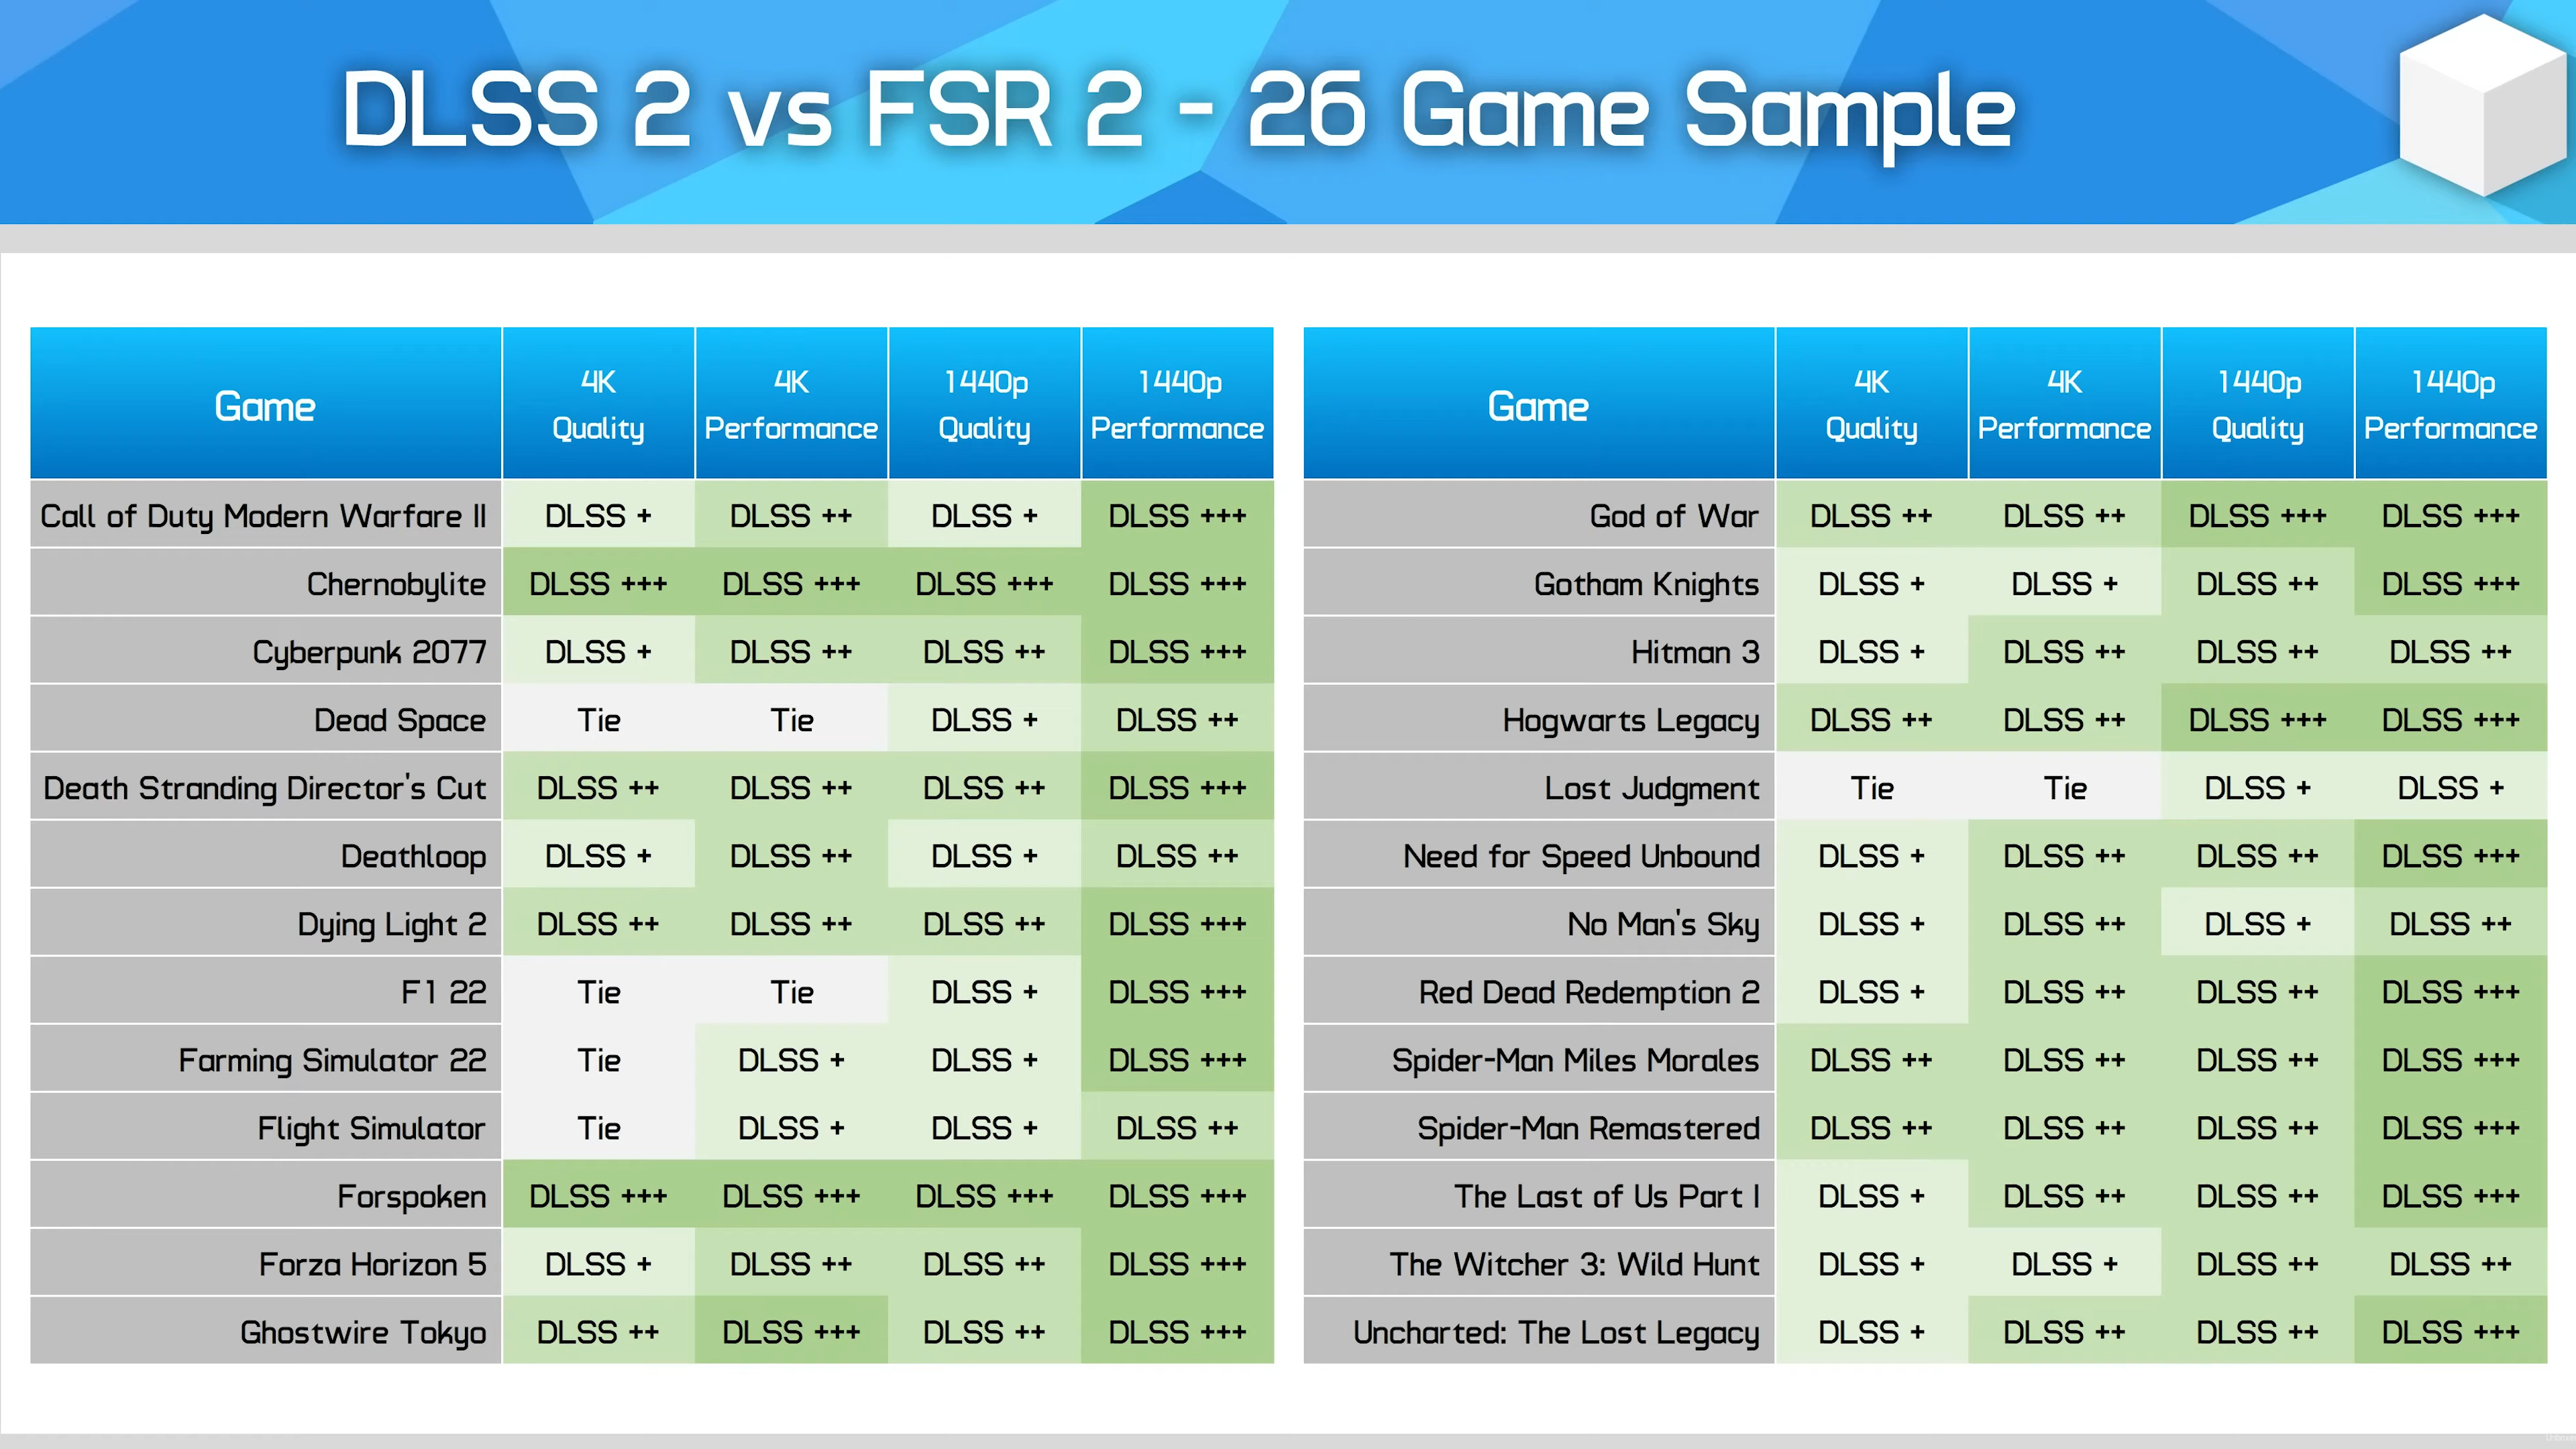 DLSS 2 vs FSR 2 - 26 Game Sample
Game 4K Quality 4K Performance 1440p Quality 1440p Performance
Call of Duty Modern Warfare II DLSS + DLSS ++ DLSS + DLSS +++
Chernobylite DLSS +++ DLSS +++ DLSS +++ DLSS +++
Cyberpunk 2077 DLSS + DLSS ++ DLSS ++ DLSS +++
Dead Space Tie Tie DLSS + DLSS ++
Death Stranding Director's Cut DLSS ++ DLSS ++ DLSS ++ DLSS +++
Deathloop DLSS + DLSS ++ DLSS + DLSS ++
Dying Light 2 DLSS ++ DLSS ++ DLSS ++ DLSS +++
F1 22 Tie Tie DLSS + DLSS +++
Farming Simulator 22 Tie DLSS + DLSS + DLSS +++
Flight Simulator Tie DLSS + DLSS + DLSS ++
Forspoken DLSS +++ DLSS +++ DLSS +++ DLSS +++
Forza Horizon 5 DLSS + DLSS ++ DLSS ++ DLSS +++
Ghostwire Tokyo DLSS ++ DLSS +++ DLSS ++ DLSS +++
Game 4K Quality 4K Performance 1440p Quality 1440p Performance
God of War DLSS ++ DLSS ++ DLSS +++ DLSS +++
Gotham Knights DLSS + DLSS + DLSS ++ DLSS +++
Hitman 3 DLSS + DLSS ++ DLSS ++ DLSS ++
Hogwarts Legacy DLSS ++ DLSS ++ DLSS +++ DLSS +++
Lost Judgment Tie Tie DLSS + DLSS +
Need for Speed Unbound DLSS + DLSS ++ DLSS ++ DLSS +++
No Man's Sky DLSS + DLSS ++ DLSS + DLSS ++
Red Dead Redemption 2 DLSS + DLSS ++ DLSS ++ DLSS +++
Spider-Man Miles Morales DLSS ++ DLSS ++ DLSS ++ DLSS +++
Spider-Man Remastered DLSS ++ DLSS ++ DLSS ++ DLSS +++
The Last of Us Part I DLSS + DLSS ++ DLSS ++ DLSS +++
The Witcher 3: Wild Hunt DLSS + DLSS + DLSS ++ DLSS ++
Uncharted: The Lost Legacy DLSS + DLSS ++ DLSS ++ DLSS +++